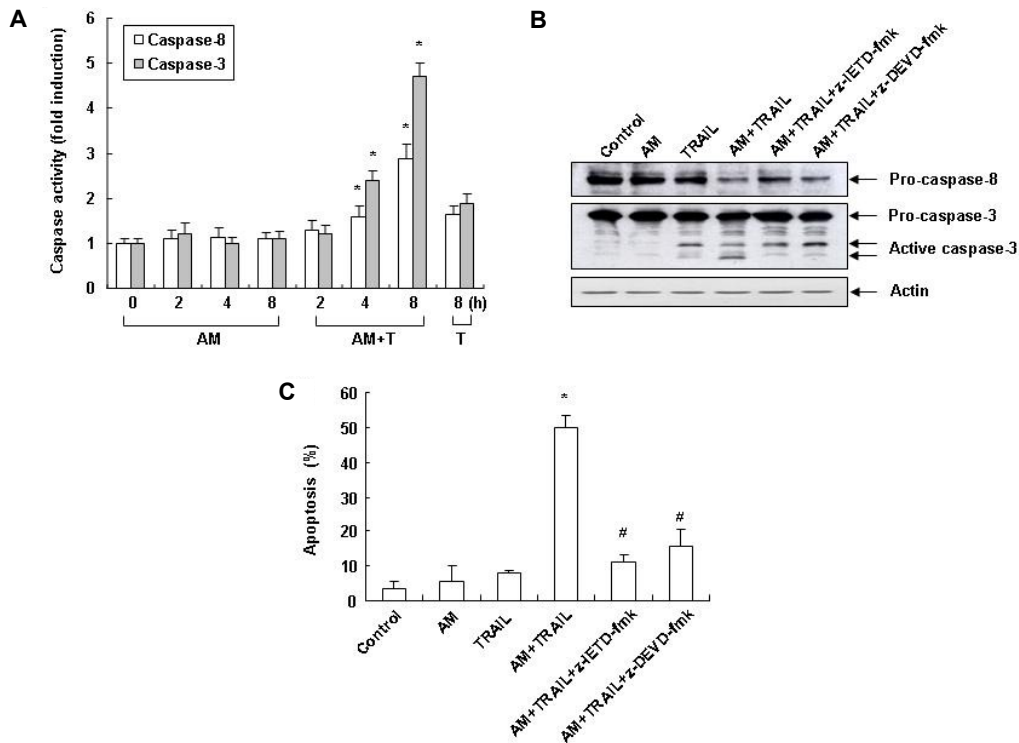 A
6
5
4
3
2
1
0
Caspase activity (fold induction)
Caspase-8
Caspase-3
*
*
*
*
*
0 2 4 8 2 4 8 8 (h)
AM AM+T T
B
Control
AM
TRAIL
AM+TRAIL
AM+TRAIL+z-IETD-fmk
AM+TRAIL+z-DEVD-fmk
Pro-caspase-8
Pro-caspase-3
Active caspase-3
Actin
C
60
50
40
30
20
10
0
Apoptosis (%)
*
#
#
Control
AM
TRAIL
AM+TRAIL
AM+TRAIL+z-IETD-fmk
AM+TRAIL+z-DEVD-fmk